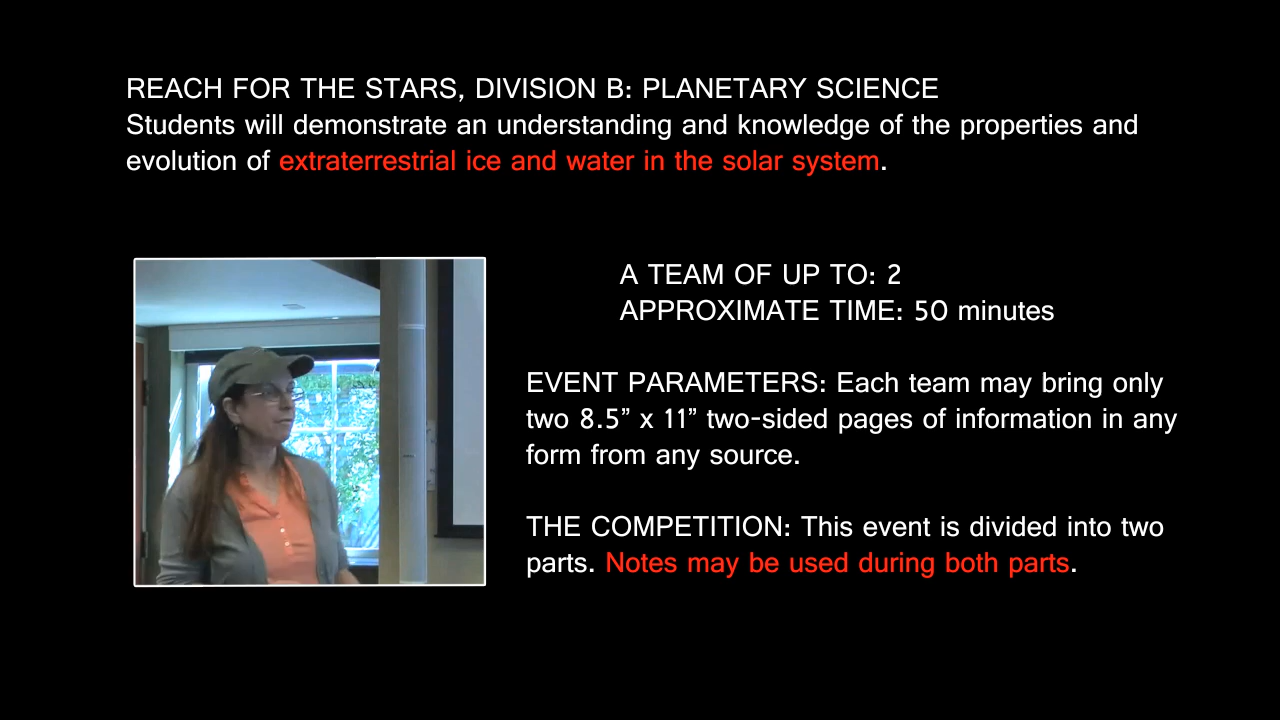 REACH FOR THE STARS, DIVISION B: PLANETARY SCIENCE
Students will demonstrate an understanding and knowledge of the properties and
evolution of extraterrestrial ice and water in the solar system.
A TEAM OF UP TO: 2
APPROXIMATE TIME: 50 minutes
EVENT PARAMETERS: Each team may bring only
two 8.5” x 11” two-sided pages of information in any
form from any source.
THE COMPETITION: This event is divided into two
parts. Notes may be used during both parts.